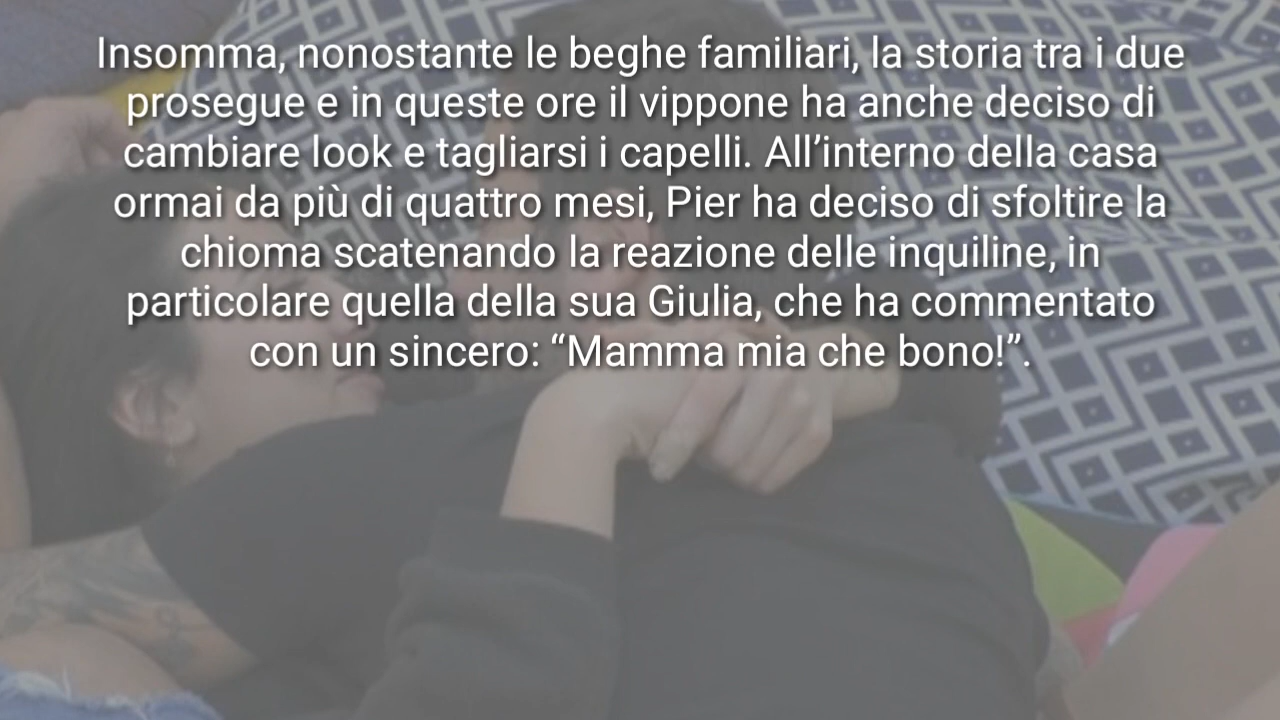 Insomma, nonostante le beghe familiari, la storia tra i due
prosegue e in queste ore il vippone ha anche deciso di
cambiare look e tagliarsi i capelli. All’interno della casa
ormai da più di quattro mesi, Pier ha deciso di sfoltire la
chioma scatenando la reazione delle inquiline, in
particolare quella della sua Giulia, che ha commentato
con un sincero: “Mamma mia che bono!”.